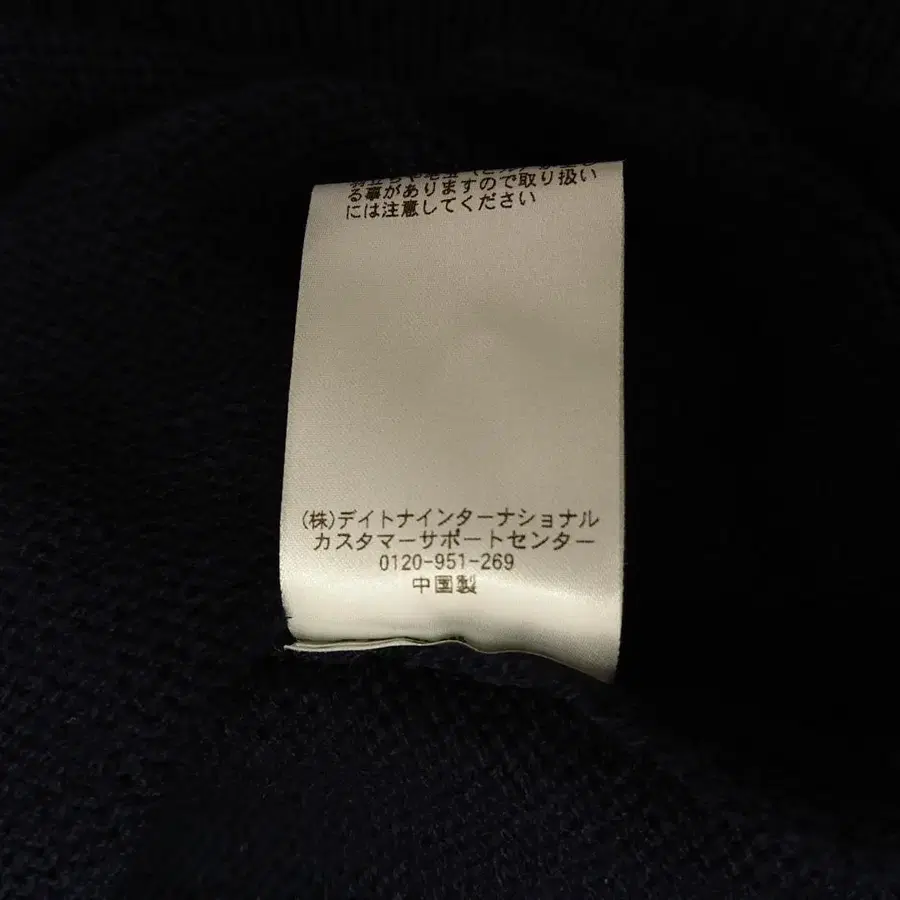 る事がありますので取り扱い
には注意してください
(株)デイトナインターナショナル
カスタマーサポートセンター
0120-951-269
中国製